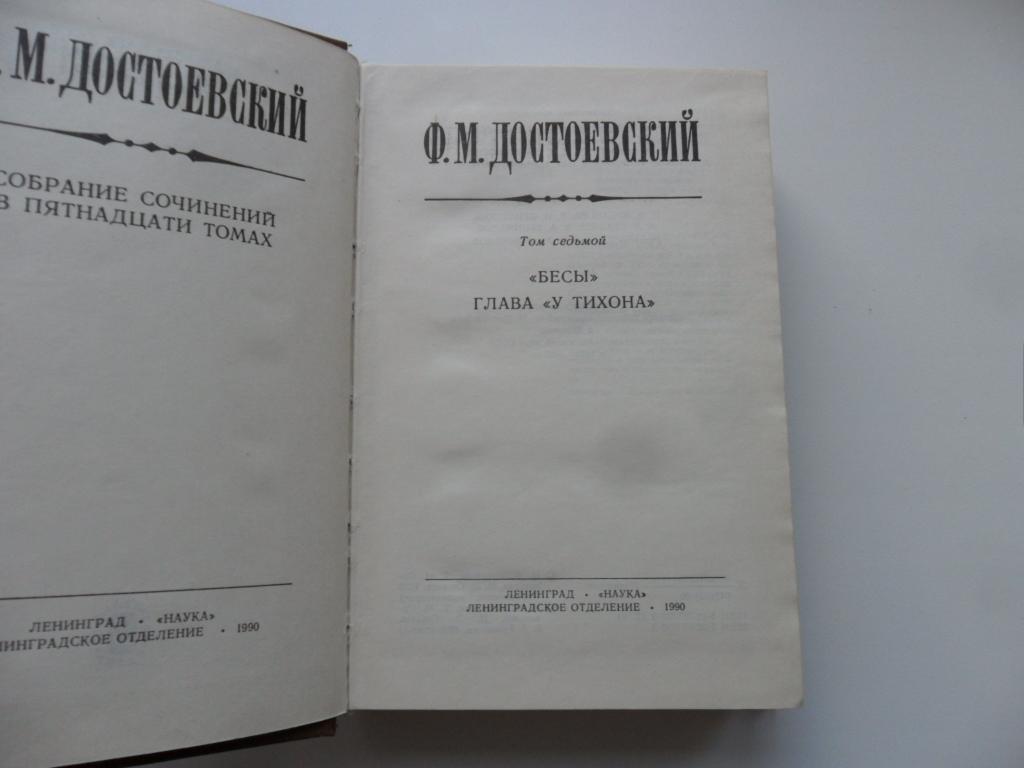 . М. ДОСТОЕВСКИЙ
СОБРАНИЕ СОЧИНЕНИЙ
В ПЯТНАДЦАТИ ТОМАХ
ЛЕНИНГРАД • «НАУКА»
НИНГРАДСКОЕ ОТДЕЛЕНИЕ • 1990
Ф. М. ДОСТОЕВСКИЙ
Том седьмой
«БЕСЫ»
ГЛАВА «У ТИХОНА»
ЛЕНИНГРАД • «НАУКА»
ЛЕНИНГРАДСКОЕ ОТДЕЛЕНИЕ • 1990